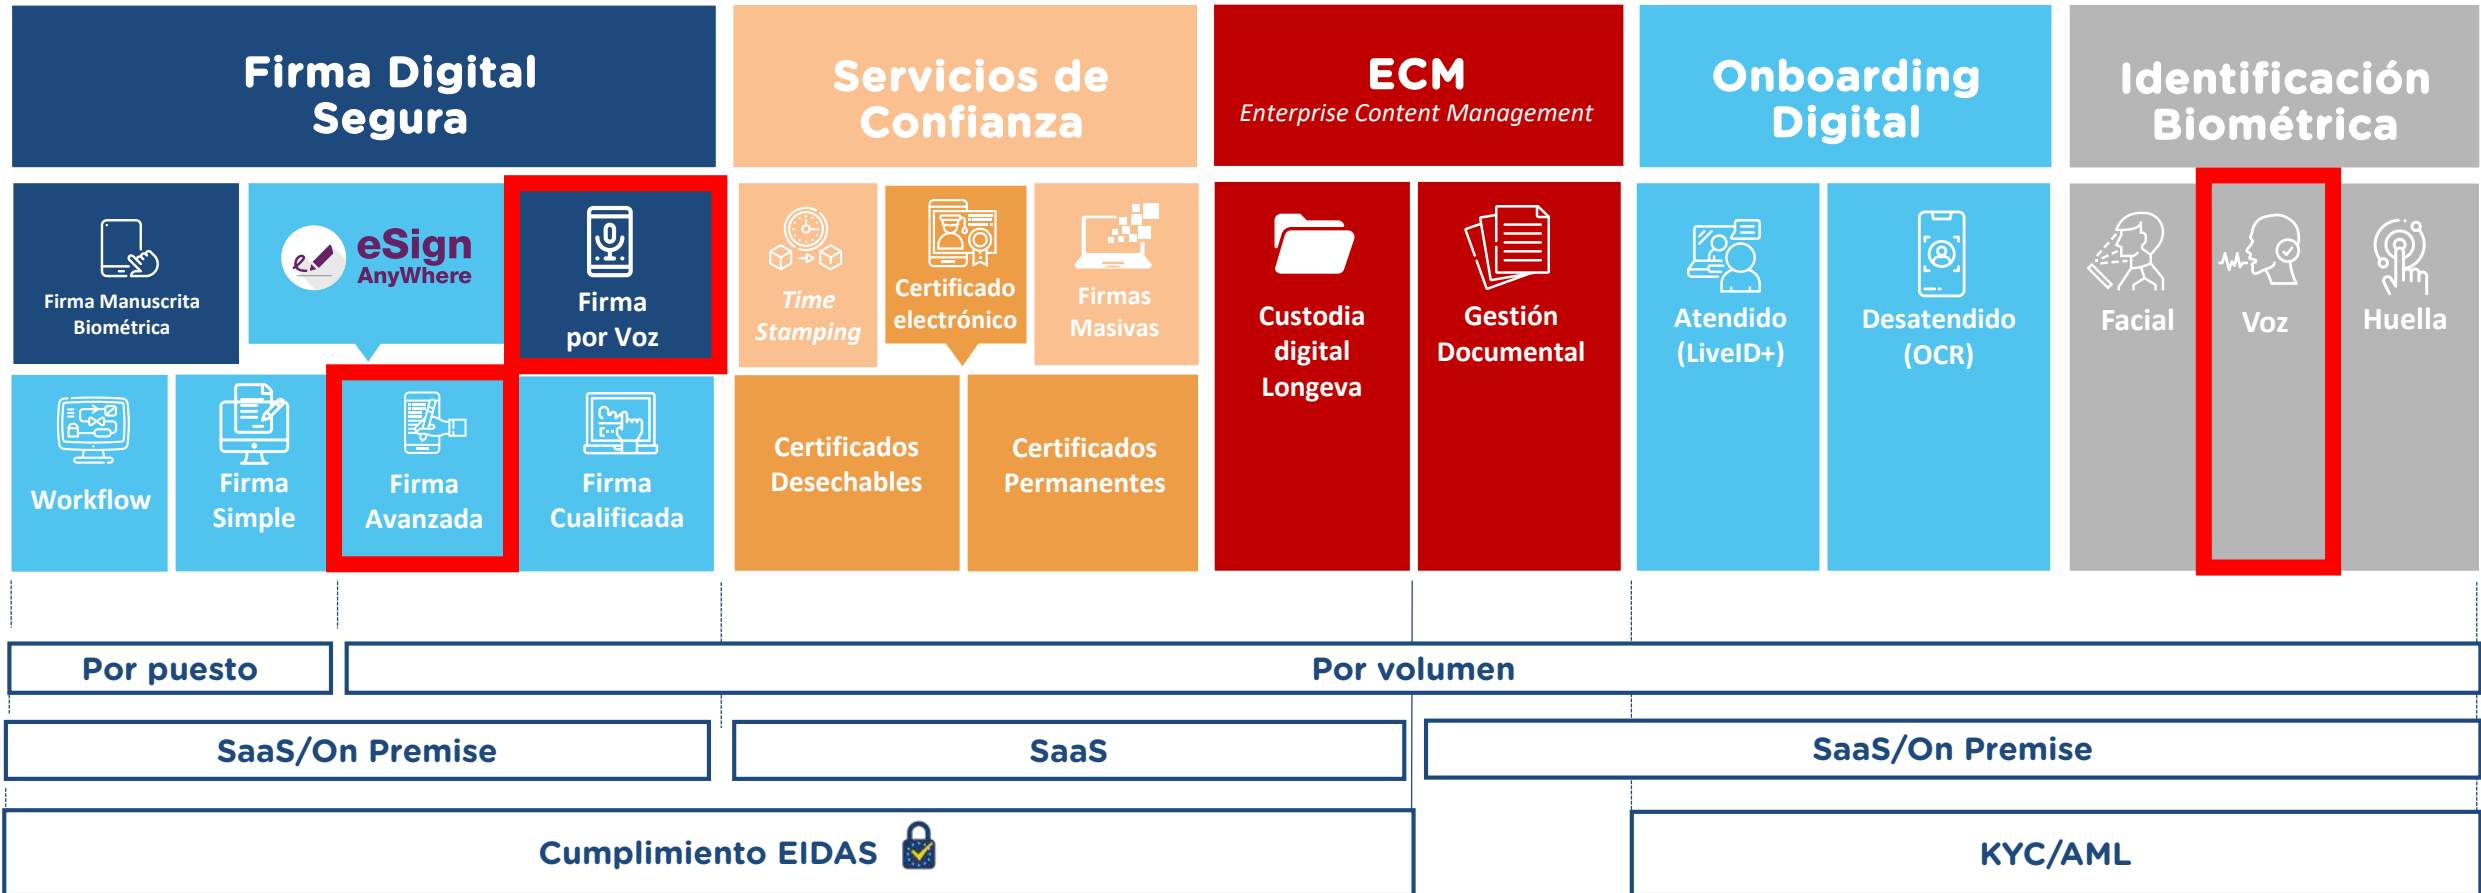 Firma Digital
Segura
Servicios de
Confianza
ECM
Enterprise Content Management
Onboarding
Digital
Identificación
Biométrica
Firma Manuscrita
Biométrica
eSign
AnyWhere
Firma
por Voz
Time
Stamping
Certificado
electrónico
Firmas
Masivas
Custodia
digital
Longeva
Gestión
Documental
Atendido
(LiveID+)
Desatendido
(OCR)
Facial
Voz
Huella
Workflow
Firma
Simple
Firma
Avanzada
Firma
Cualificada
Certificados
Desechables
Certificados
Permanentes
Por puesto
Por volumen
SaaS/On Premise
SaaS
SaaS/On Premise
Cumplimiento EIDAS
KYC/AML